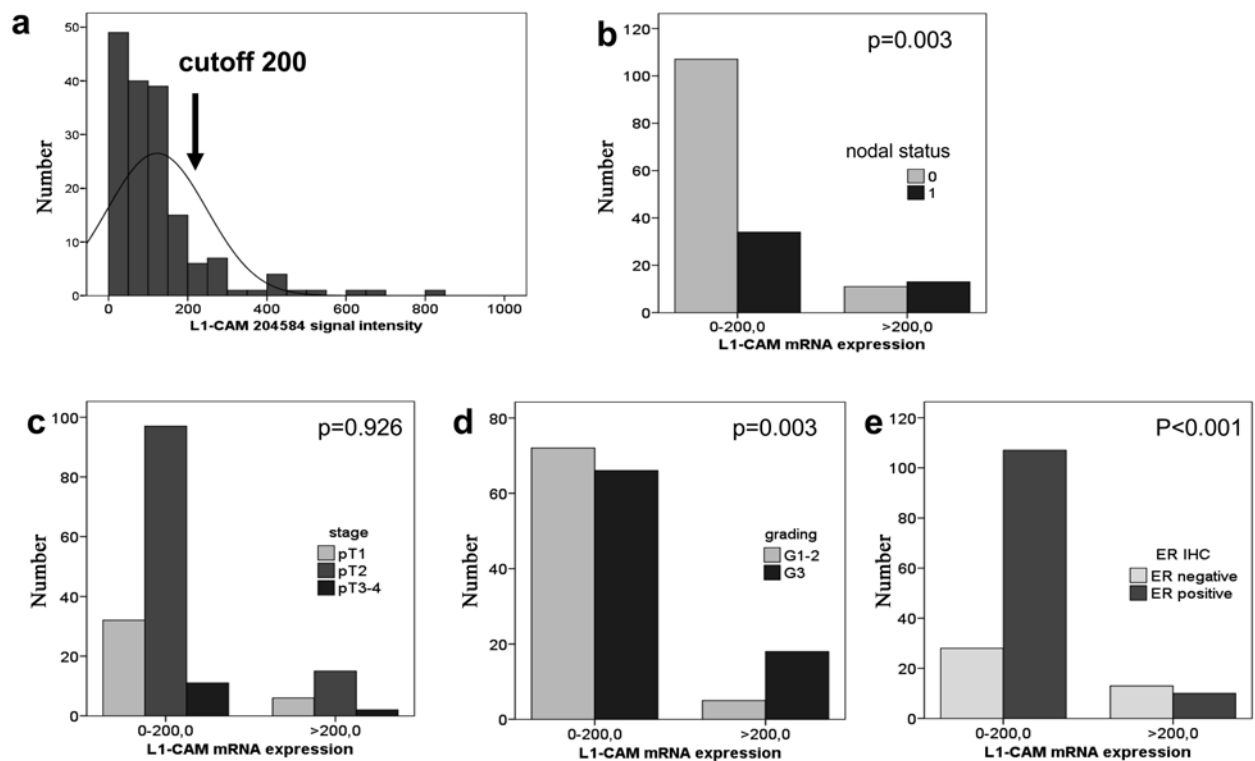 a
cutoff 200
Number
50
40
30
20
10
0
0 200 400 600 800 1000
L1-CAM 204584 signal intensity
b
p=0.003
Number
120
100
80
60
40
20
0
nodal status
0
1
0-200,0 >200,0
L1-CAM mRNA expression
c
p=0.926
Number
100
80
60
40
20
0
stage
pT1
pT2
pT3-4
0-200,0 >200,0
L1-CAM mRNA expression
d
p=0.003
Number
80
60
40
20
0
grading
G1-2
G3
0-200,0 >200,0
L1-CAM mRNA expression
e
P<0.001
Number
120
100
80
60
40
20
0
ER IHC
ER negative
ER positive
0-200,0 >200,0
L1-CAM mRNA expression